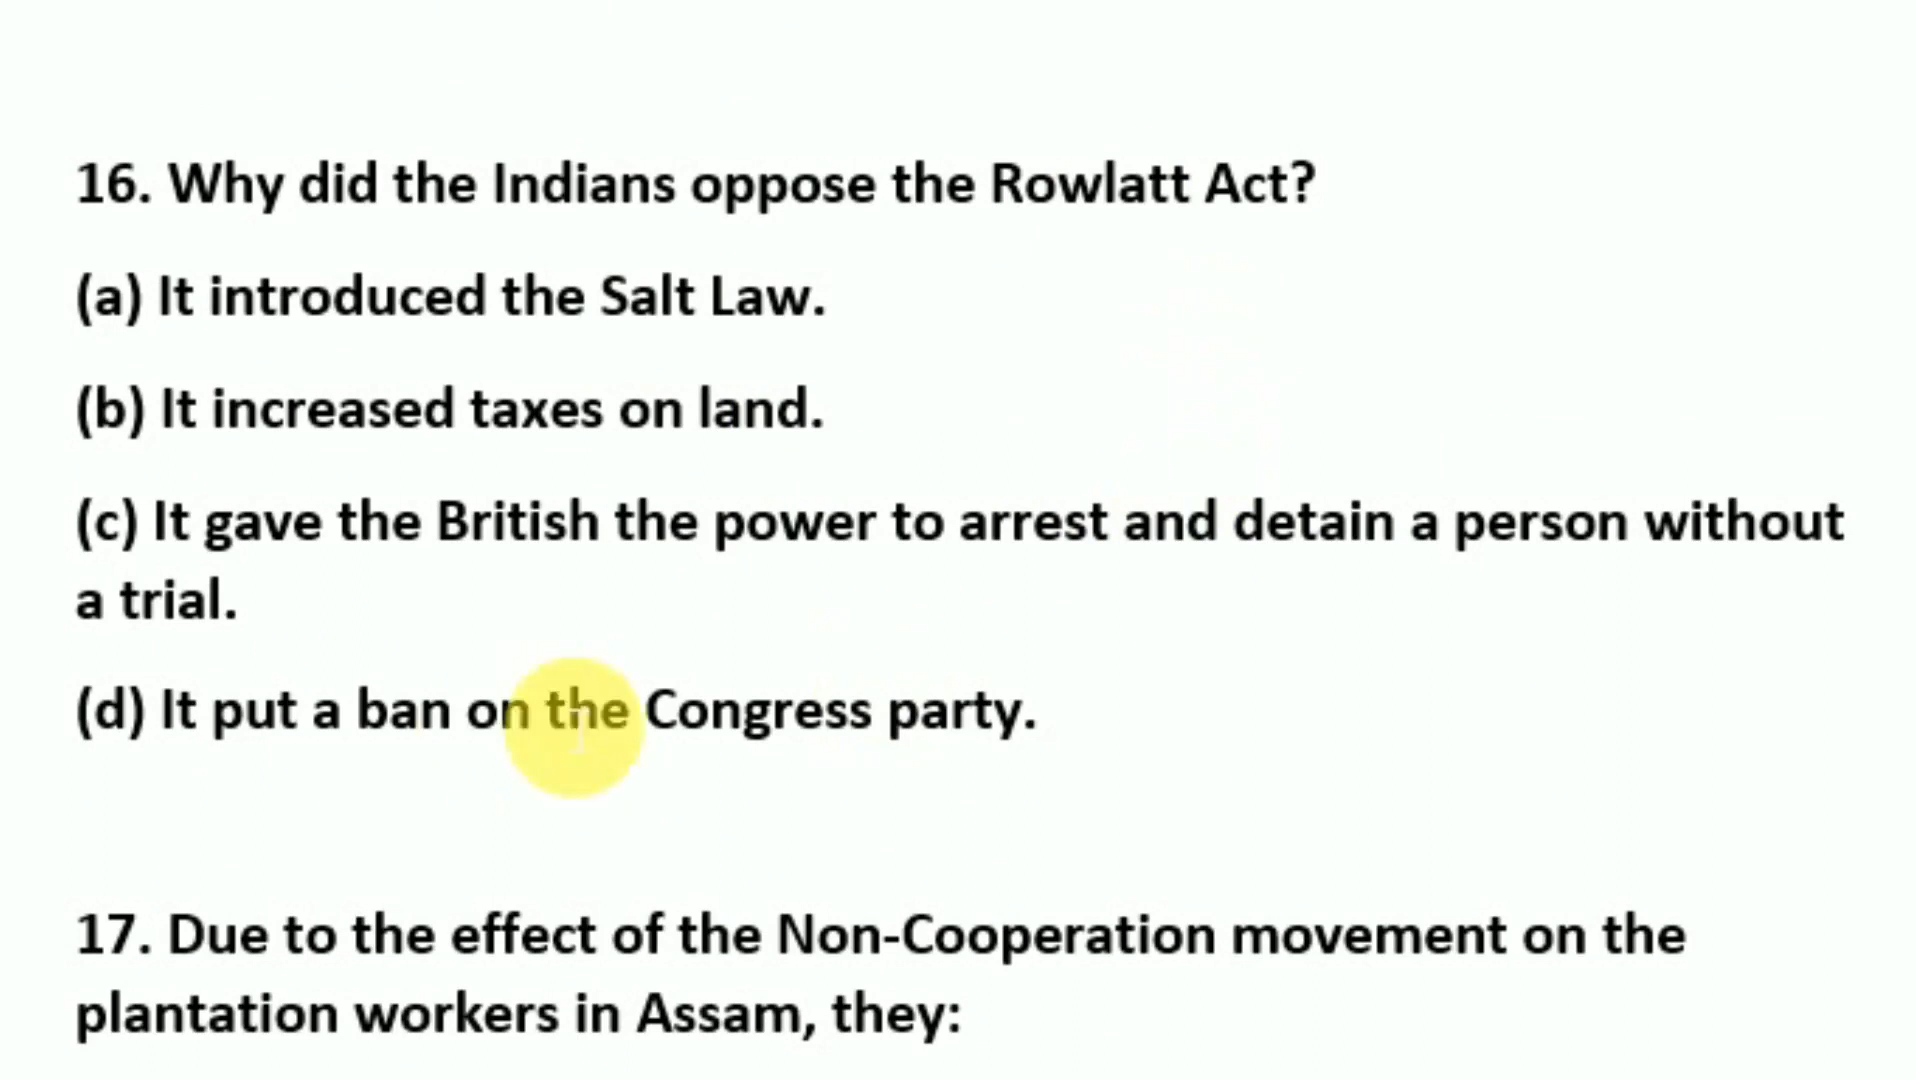 16. Why did the Indians oppose the Rowlatt Act?
(a) It introduced the Salt Law.
(b) It increased taxes on land.
(c) It gave the British the power to arrest and detain a person without
a trial.
(d) It put a ban on the Congress party.
17. Due to the effect of the Non-Cooperation movement on the
plantation workers in Assam, they: